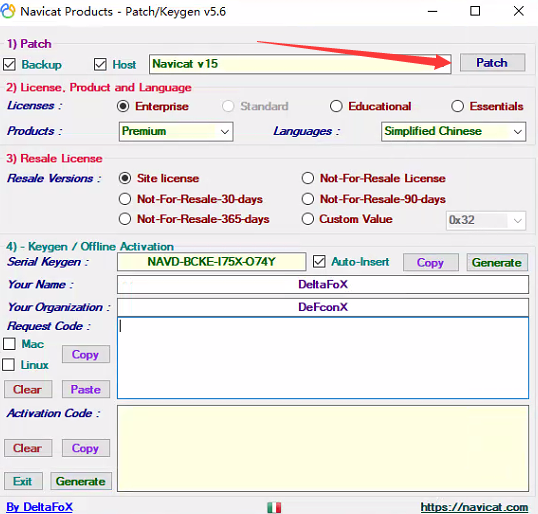 Navicat Products - Patch/Keygen v5.6
1) Patch
Backup Host Navicat v15 Patch
2) License, Product and Language
Licenses : Enterprise Standard Educational Essentials
Products : Premium Languages : Simplified Chinese
3) Resale License
Resale Versions : Site license Not-For-Resale License
Not-For-Resale-30-days Not-For-Resale-90-days
Not-For-Resale-365-days Custom Value 0x32
4) - Keygen / Offline Activation
Serial Keygen : NAVD-BCKE-I75X-O74Y Auto-Insert Copy Generate
Your Name : DeltaFoX
Your Organization : DeFconX
Request Code :
Mac
Copy
Linux
Clear Paste
Activation Code :
Clear Copy
Exit Generate
By DeltaFoX https://navicat.com